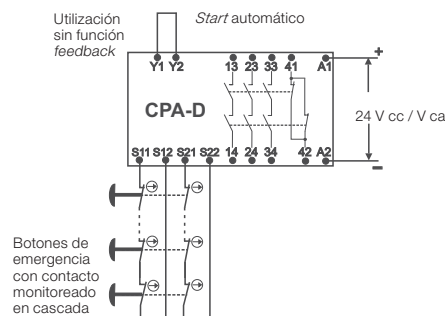 Utilización
sin función
feedback
Start automático
Y1 Y2 13 23 33 41 A1
+
CPA-D
24 V cc / V ca
S11 S12 S21 S22 14 24 34 42 A2
–
Botones de
emergencia
con contacto
monitoreado
en cascada